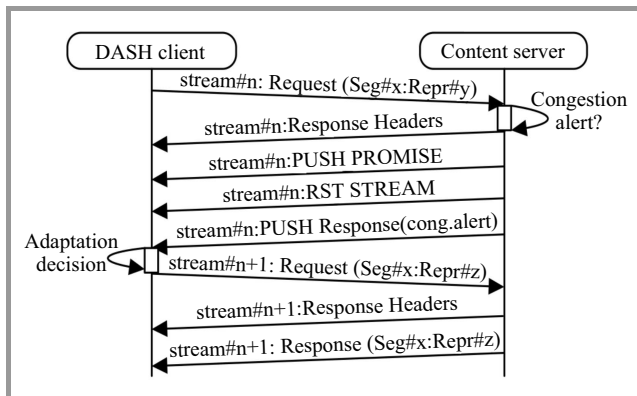 DASH client
Content server
stream#n: Request (Seg#x:Repr#y)
Congestion
alert?
stream#n:Response Headers
stream#n:PUSH PROMISE
stream#n:RST STREAM
stream#n:PUSH Response(cong.alert)
Adaptation
decision
stream#n+1: Request (Seg#x:Repr#z)
stream#n+1:Response Headers
stream#n+1: Response (Seg#x:Repr#z)